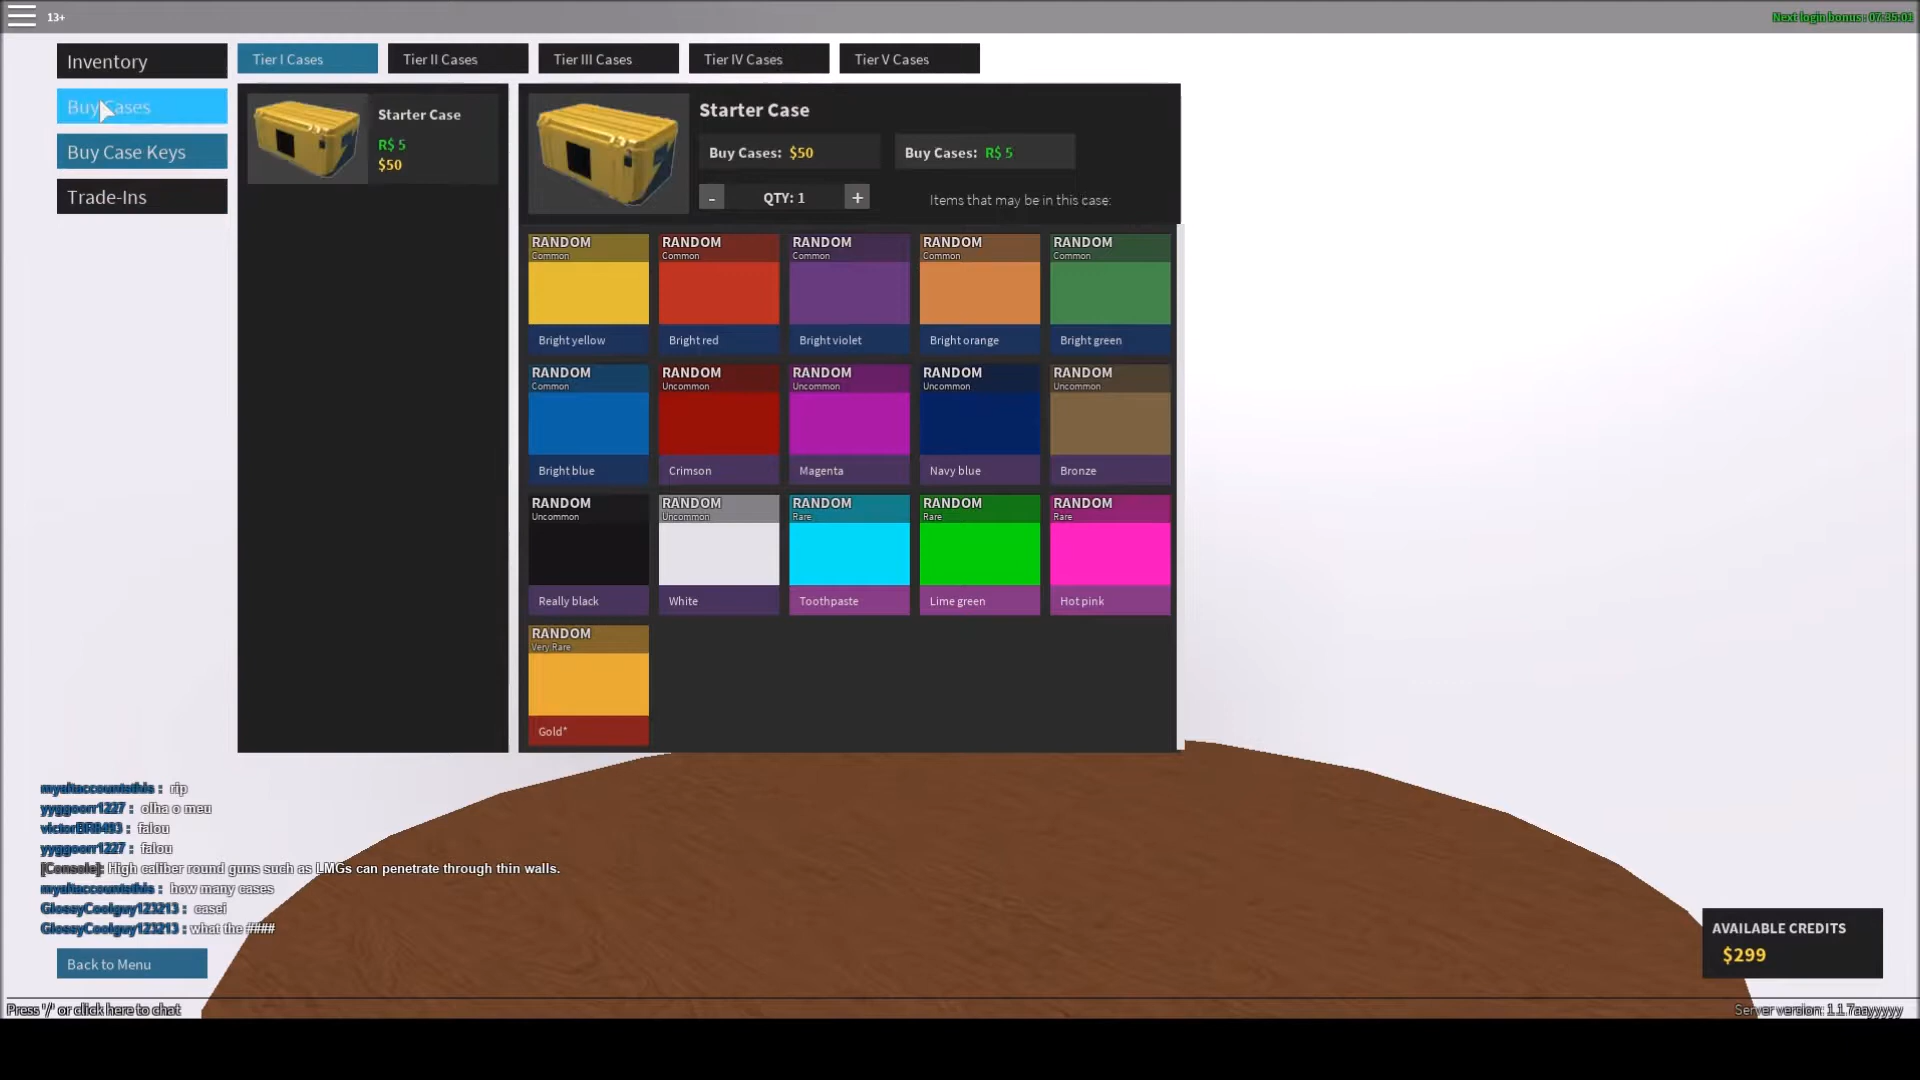 13+
Next login bonus : 07:35:01
Inventory
Buy Cases
Buy Case Keys
Trade-Ins
Tier I Cases
Tier II Cases
Tier III Cases
Tier IV Cases
Tier V Cases
Starter Case
R$ 5
$50
Starter Case
Buy Cases: $50
Buy Cases: R$ 5
- QTY: 1 +
Items that may be in this case:
RANDOM
Common
Bright yellow
RANDOM
Common
Bright red
RANDOM
Common
Bright violet
RANDOM
Common
Bright orange
RANDOM
Common
Bright green
RANDOM
Common
Bright blue
RANDOM
Uncommon
Crimson
RANDOM
Uncommon
Magenta
RANDOM
Uncommon
Navy blue
RANDOM
Uncommon
Bronze
RANDOM
Uncommon
Really black
RANDOM
Uncommon
White
RANDOM
Rare
Toothpaste
RANDOM
Rare
Lime green
RANDOM
Rare
Hot pink
RANDOM
Very Rare
Gold*
myaltaccountsthis : rip
yyggoorr1227 : olha o meu
: falou
yyggoorr1227 : falou
[Console]: High caliber round guns such as LMGs can penetrate through thin walls.
myaltaccountsthis : how many cases
GlossyCoolguy123213 : casei
GlossyCoolguy123213 : what the ####
Back to Menu
AVAILABLE CREDITS
$299
Press '/' or click here to chat
Server version: 1.1.7aayyyyy